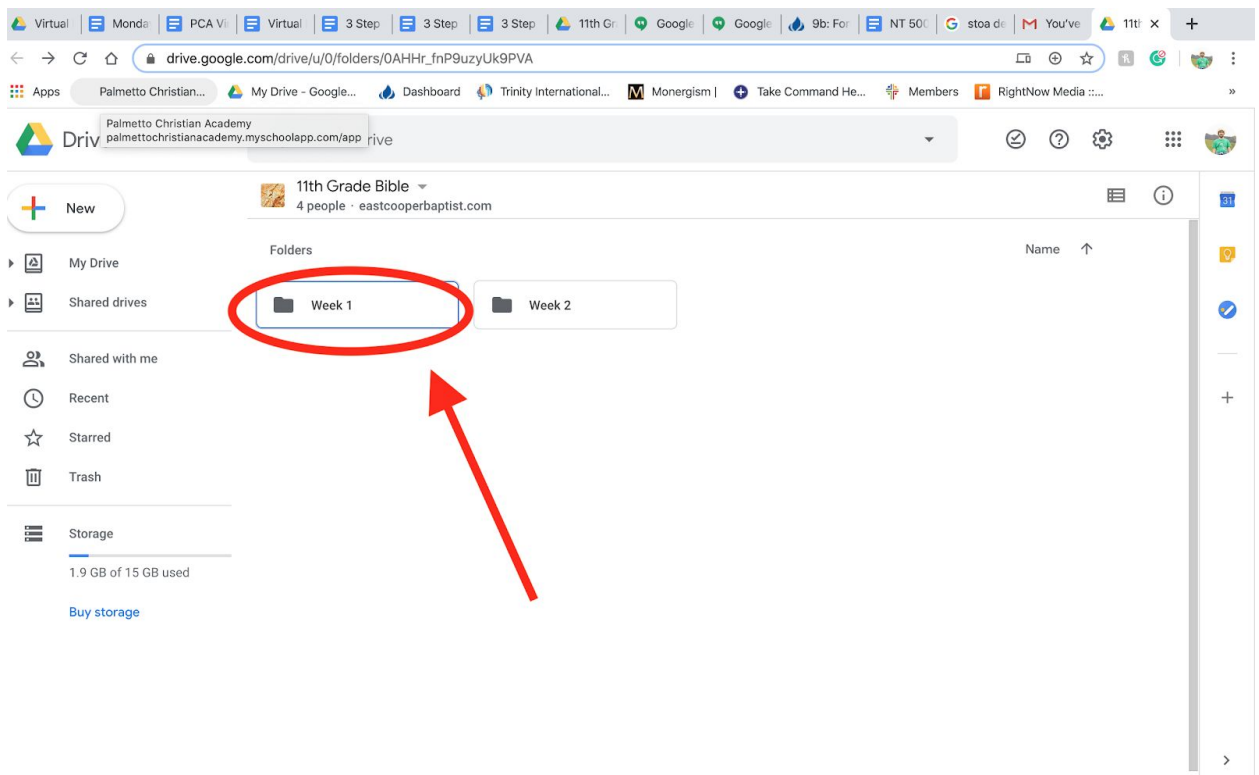 Virtual
Monda
PCA Vi
Virtual
3 Step
3 Step
3 Step
11th Gr
Google
Google
9b: For
NT 500
stoa de
You've
11th
drive.google.com/drive/u/0/folders/0AHHr_fnP9uzyUk9PVA
Apps
Palmetto Christian...
My Drive - Google...
Dashboard
Trinity International...
Monergism |
Take Command He...
Members
RightNow Media ::...
»
Palmetto Christian Academy
palmettochristianacademy.myschoolapp.com/app
Driv
rive
New
11th Grade Bible
4 people · eastcooperbaptist.com
31
My Drive
Shared drives
Shared with me
Recent
Starred
Trash
Storage
1.9 GB of 15 GB used
Buy storage
Folders
Name
Week 1
Week 2